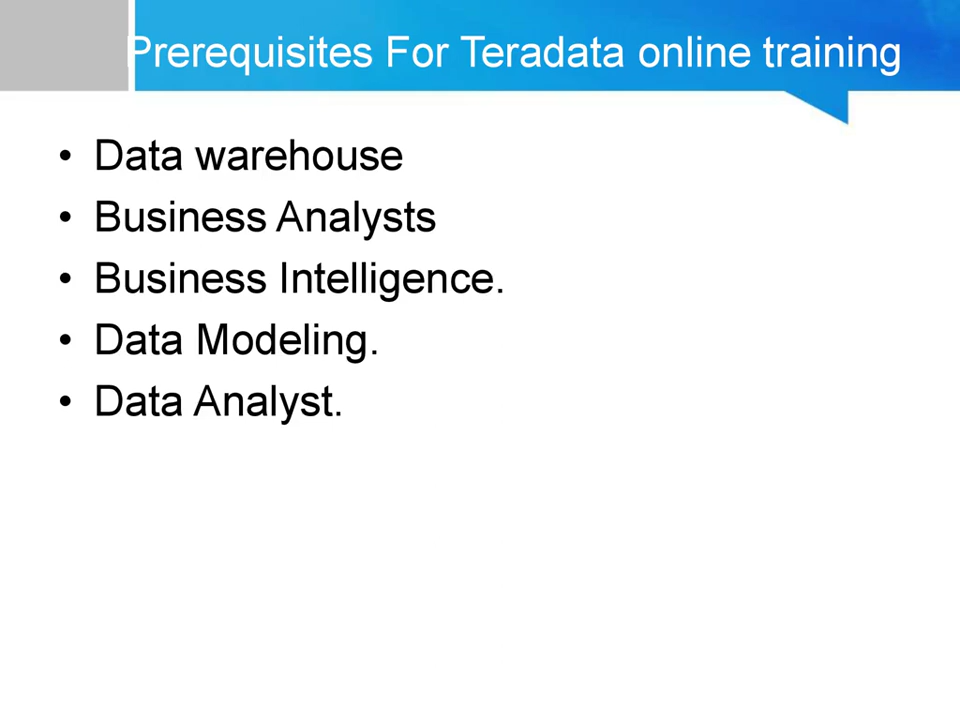 Prerequisites For Teradata online training
• Data warehouse
• Business Analysts
• Business Intelligence.
• Data Modeling.
• Data Analyst.